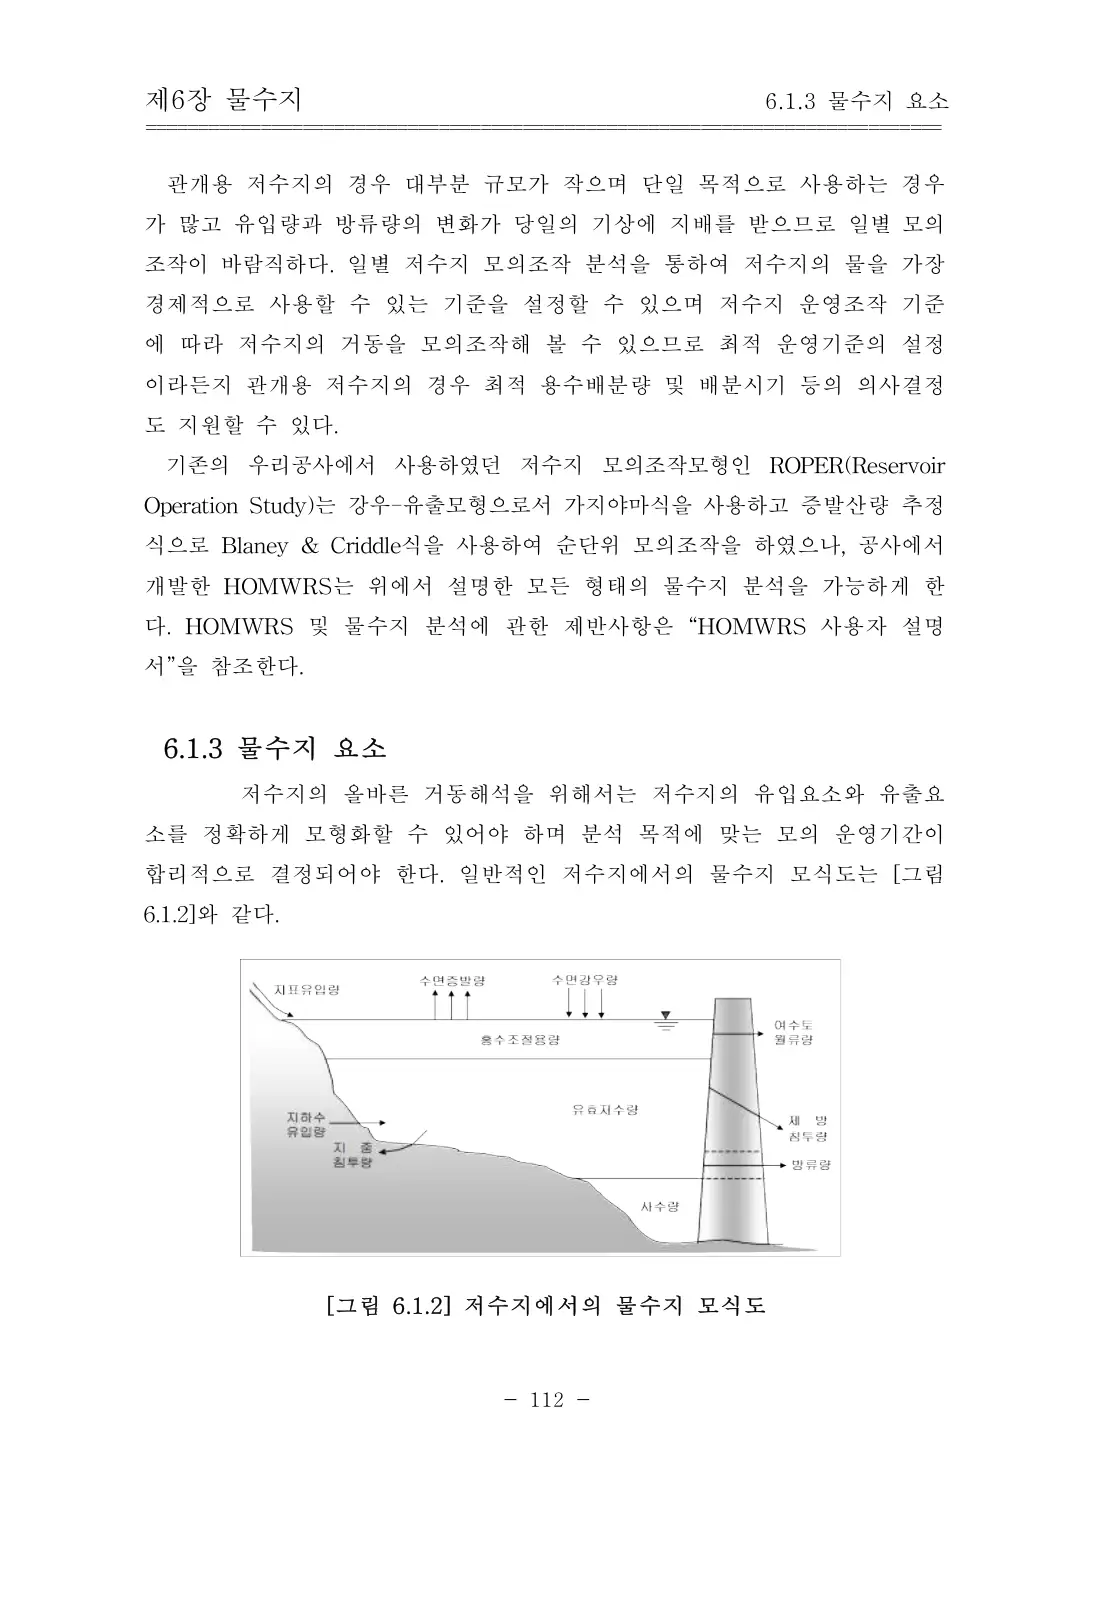 제6장 물수지
6.1.3 물수지 요소
관개용 저수지의 경우 대부분 규모가 작으며 단일 목적으로 사용하는 경우
가 많고 유입량과 방류량의 변화가 당일의 기상에 지배를 받으므로 일별 모의
조작이 바람직하다. 일별 저수지 모의조작 분석을 통하여 저수지의 물을 가장
경제적으로 사용할 수 있는 기준을 설정할 수 있으며 저수지 운영조작 기준
에 따라 저수지의 거동을 모의조작해 볼 수 있으므로 최적 운영기준의 설정
이라든지 관개용 저수지의 경우 최적 용수배분량 및 배분시기 등의 의사결정
도 지원할 수 있다.
기존의 우리공사에서 사용하였던 저수지 모의조작모형인 ROPER(Reservoir
Operation Study)는 강우-유출모형으로서 가지야마식을 사용하고 증발산량 추정
식으로 Blaney & Criddle식을 사용하여 순단위 모의조작을 하였으나, 공사에서
개발한 HOMWRS는 위에서 설명한 모든 형태의 물수지 분석을 가능하게 한
다. HOMWRS 및 물수지 분석에 관한 제반사항은 “HOMWRS 사용자 설명
서”을 참조한다.
6.1.3 물수지 요소
저수지의 올바른 거동해석을 위해서는 저수지의 유입요소와 유출요
소를 정확하게 모형화할 수 있어야 하며 분석 목적에 맞는 모의 운영기간이
합리적으로 결정되어야 한다. 일반적인 저수지에서의 물수지 모식도는 [그림
6.1.2]와 같다.
지표유입량
수면증발량
수면강우량
여수토
월류량
홍수조절용량
유효저수량
지하수
유입량
제 방
침투량
지 중
침투량
방류량
사수량
[그림 6.1.2] 저수지에서의 물수지 모식도
- 112 -